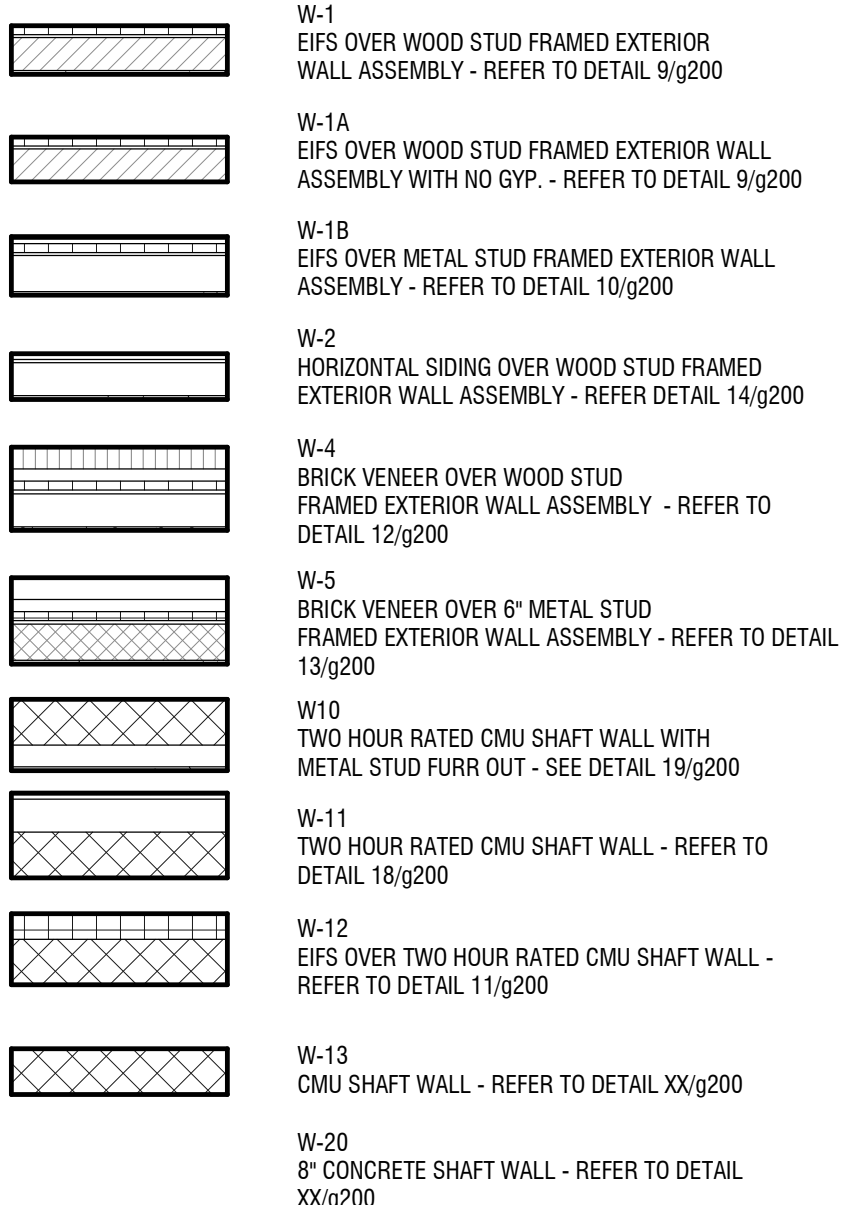 W-1
EIFS OVER WOOD STUD FRAMED EXTERIOR
WALL ASSEMBLY - REFER TO DETAIL 9/g200
W-1A
EIFS OVER WOOD STUD FRAMED EXTERIOR WALL
ASSEMBLY WITH NO GYP. - REFER TO DETAIL 9/g200
W-1B
EIFS OVER METAL STUD FRAMED EXTERIOR WALL
ASSEMBLY - REFER TO DETAIL 10/g200
W-2
HORIZONTAL SIDING OVER WOOD STUD FRAMED
EXTERIOR WALL ASSEMBLY - REFER DETAIL 14/g200
W-4
BRICK VENEER OVER WOOD STUD
FRAMED EXTERIOR WALL ASSEMBLY - REFER TO
DETAIL 12/g200
W-5
BRICK VENEER OVER 6" METAL STUD
FRAMED EXTERIOR WALL ASSEMBLY - REFER TO DETAIL
13/g200
W10
TWO HOUR RATED CMU SHAFT WALL WITH
METAL STUD FURR OUT - SEE DETAIL 19/g200
W-11
TWO HOUR RATED CMU SHAFT WALL - REFER TO
DETAIL 18/g200
W-12
EIFS OVER TWO HOUR RATED CMU SHAFT WALL -
REFER TO DETAIL 11/g200
W-13
CMU SHAFT WALL - REFER TO DETAIL XX/g200
W-20
8" CONCRETE SHAFT WALL - REFER TO DETAIL
XX/g200